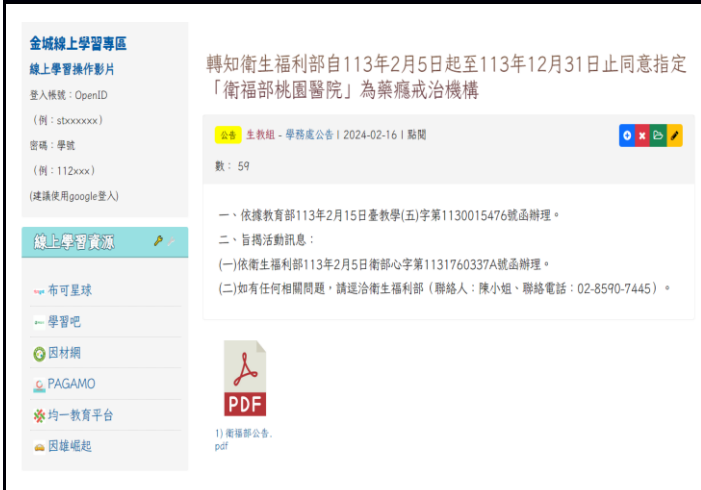 金城線上學習專區
線上學習操作影片
登入帳號：OpenID
（例：stxxxxxx）
密碼：學號
（例：112xxx）
(建議使用google登入)
線上學習資源
布可星球
學習吧
因材網
PAGAMO
均一教育平台
因雄崛起
轉知衛生福利部自113年2月5日起至113年12月31日止同意指定
「衛福部桃園醫院」為藥癮戒治機構
公告 生教組 - 學務處公告 | 2024-02-16 | 點閱
數： 59
一、依據教育部113年2月15日臺教學(五)字第1130015476號函辦理。
二、旨揭活動訊息：
(一)依衛生福利部113年2月5日衛部心字第1131760337A號函辦理。
(二)如有任何相關問題，請逕洽衛生福利部（聯絡人：陳小姐、聯絡電話：02-8590-7445）。
PDF
1) 衛福部公告.
pdf